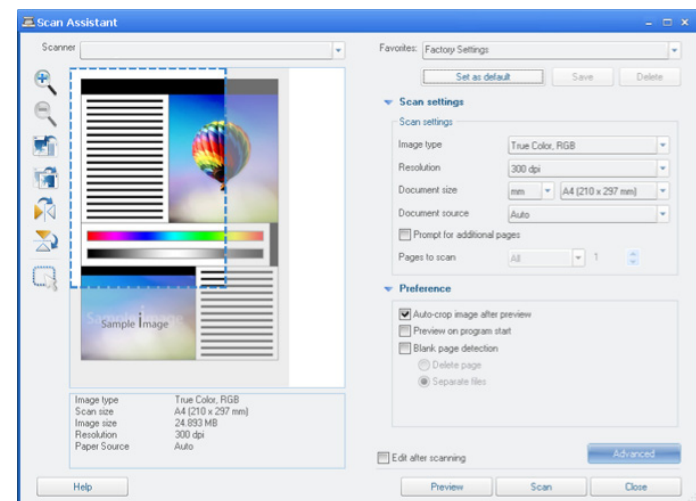 Scan Assistant
Scanner
Favorites: Factory Settings
Set as default Save Delete
Scan settings
Scan settings
Image type True Color, RGB
Resolution 300 dpi
Document size mm A4 (210 x 297 mm)
Document source Auto
Prompt for additional pages
Pages to scan All 1
Preference
Auto-crop image after preview
Preview on program start
Blank page detection
Delete page
Separate files
Sample Image
Sample image
Image type True Color, RGB
Scan size A4 (210 x 297 mm)
Image size 24.893 MB
Resolution 300 dpi
Paper Source Auto
Edit after scanning Advanced
Help Preview Scan Close